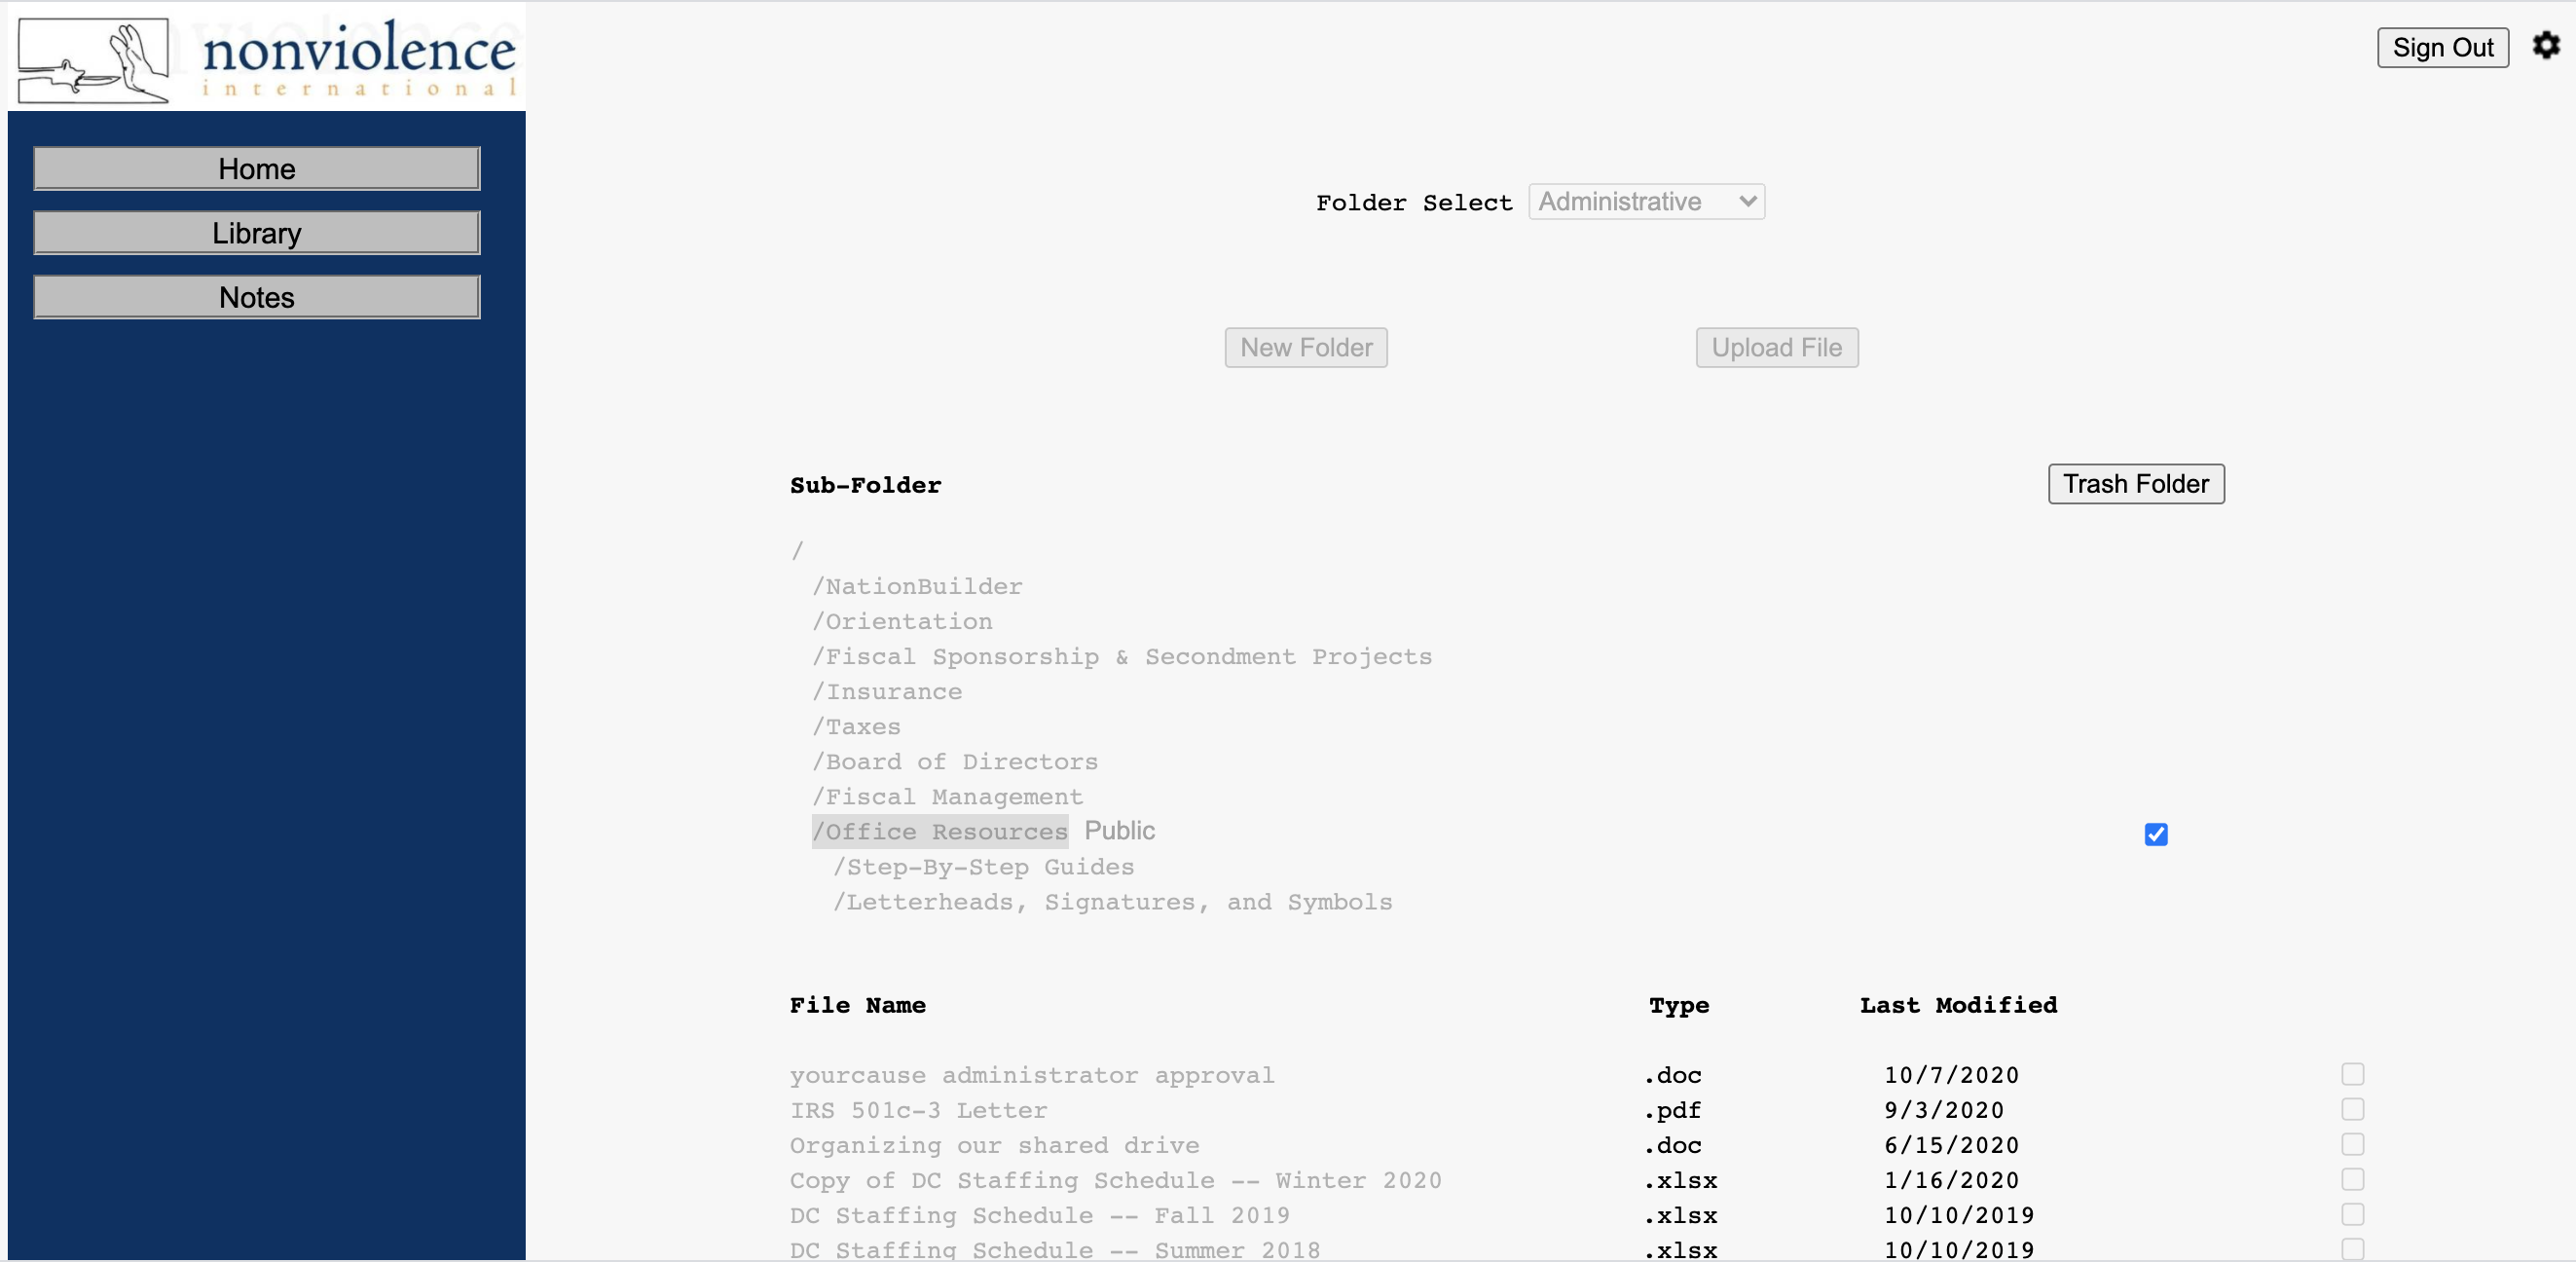 nonviolence
international
Sign Out
Home
Library
Notes
Folder Select Administrative
New Folder Upload File
Sub-Folder Trash Folder
/
/NationBuilder
/Orientation
/Fiscal Sponsorship & Secondment Projects
/Insurance
/Taxes
/Board of Directors
/Fiscal Management
/Office Resources Public
/Step-By-Step Guides
/Letterheads, Signatures, and Symbols
File Name Type Last Modified
yourcause administrator approval .doc 10/7/2020
IRS 501c-3 Letter .pdf 9/3/2020
Organizing our shared drive .doc 6/15/2020
Copy of DC Staffing Schedule -- Winter 2020 .xlsx 1/16/2020
DC Staffing Schedule -- Fall 2019 .xlsx 10/10/2019
DC Staffing Schedule -- Summer 2018 .xlsx 10/10/2019